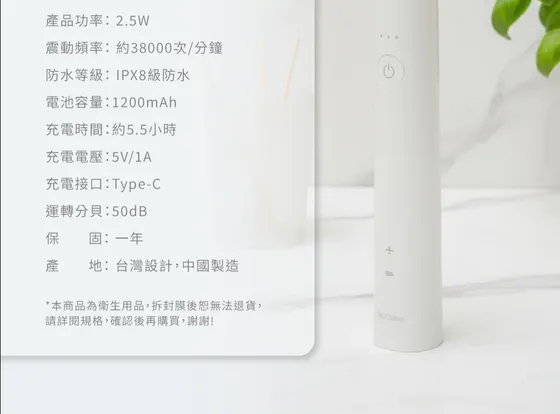 產品功率： 2.5W
震動頻率： 約38000次/分鐘
防水等級： IPX8級防水
電池容量：1200mAh
充電時間：約5.5小時
充電電壓：5V/1A
充電接口：Type-C
運轉分貝：50dB
保　　固： 一年
產　　地： 台灣設計，中國製造
*本商品為衛生用品，拆封膜後恕無法退貨，
請詳閱規格，確認後再購買，謝謝!